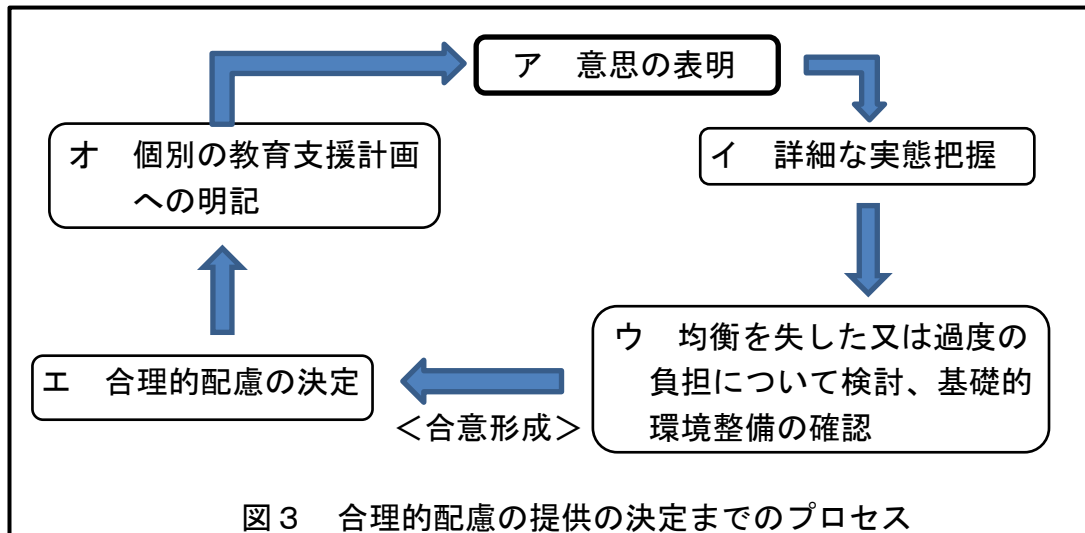 ア　意思の表明
イ　詳細な実態把握
ウ　均衡を失した又は過度の
負担について検討、基礎的
環境整備の確認
＜合意形成＞
エ　合理的配慮の決定
オ　個別の教育支援計画
への明記
図３　合理的配慮の提供の決定までのプロセス